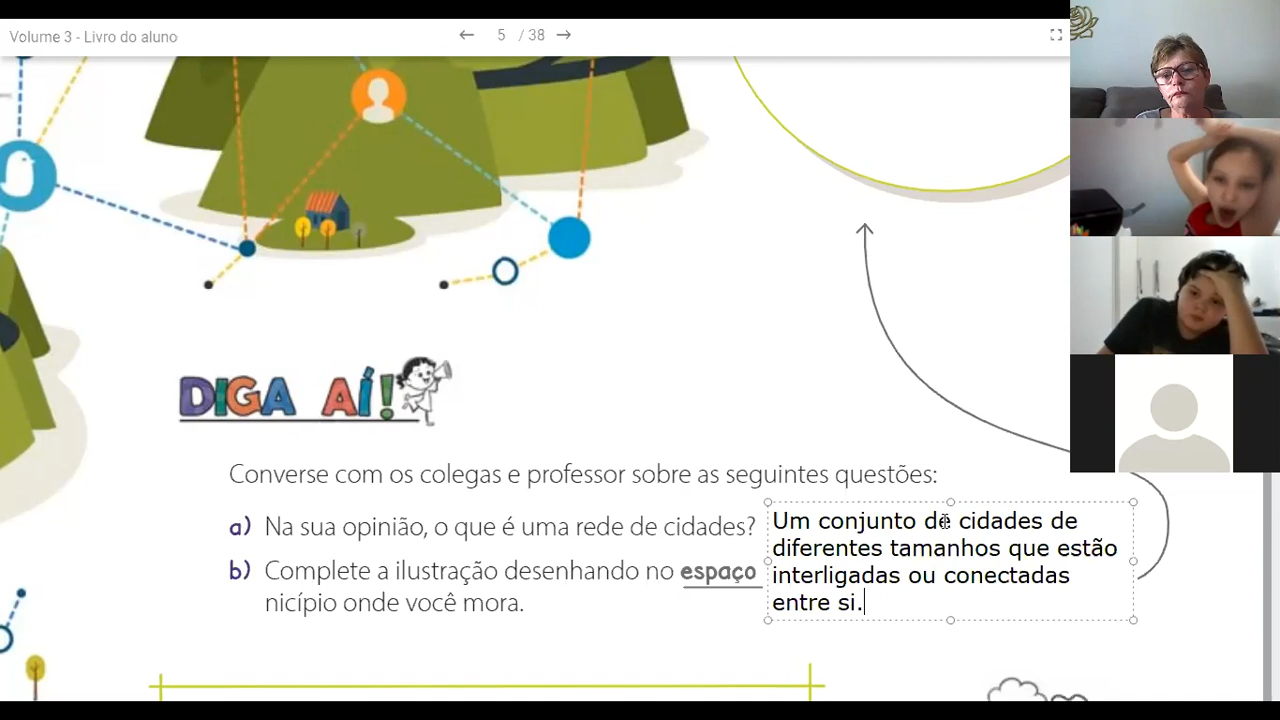 Volume 3 - Livro do aluno
5 / 38
DIGA AÍ!
Converse com os colegas e professor sobre as seguintes questões:
a) Na sua opinião, o que é uma rede de cidades?
b) Complete a ilustração desenhando no espaço
nicípio onde você mora.
Um conjunto de cidades de
diferentes tamanhos que estão
interligadas ou conectadas
entre si.